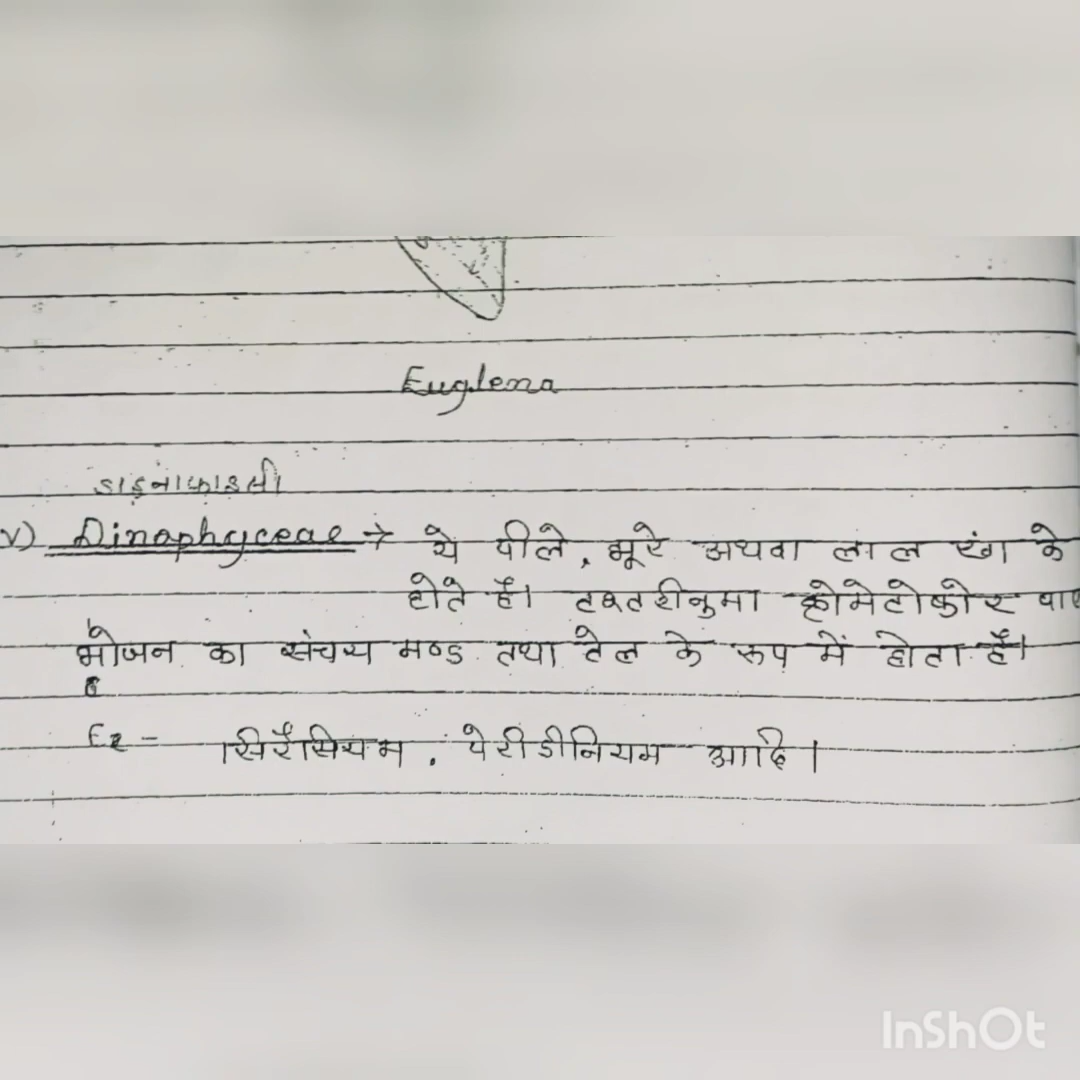 Euglena
डाइनाफाइसी
v) Dinophyceae → ये पीले, भूरे अथवा लाल रंग के
होते है। तश्तरीनुमा क्रोमेटोफोर
भोजन का संचय मण्ड तथा तेल के रूप में होता है।
Ex - सिरैसियम, पेरीडीनियम आदि।
InShOt